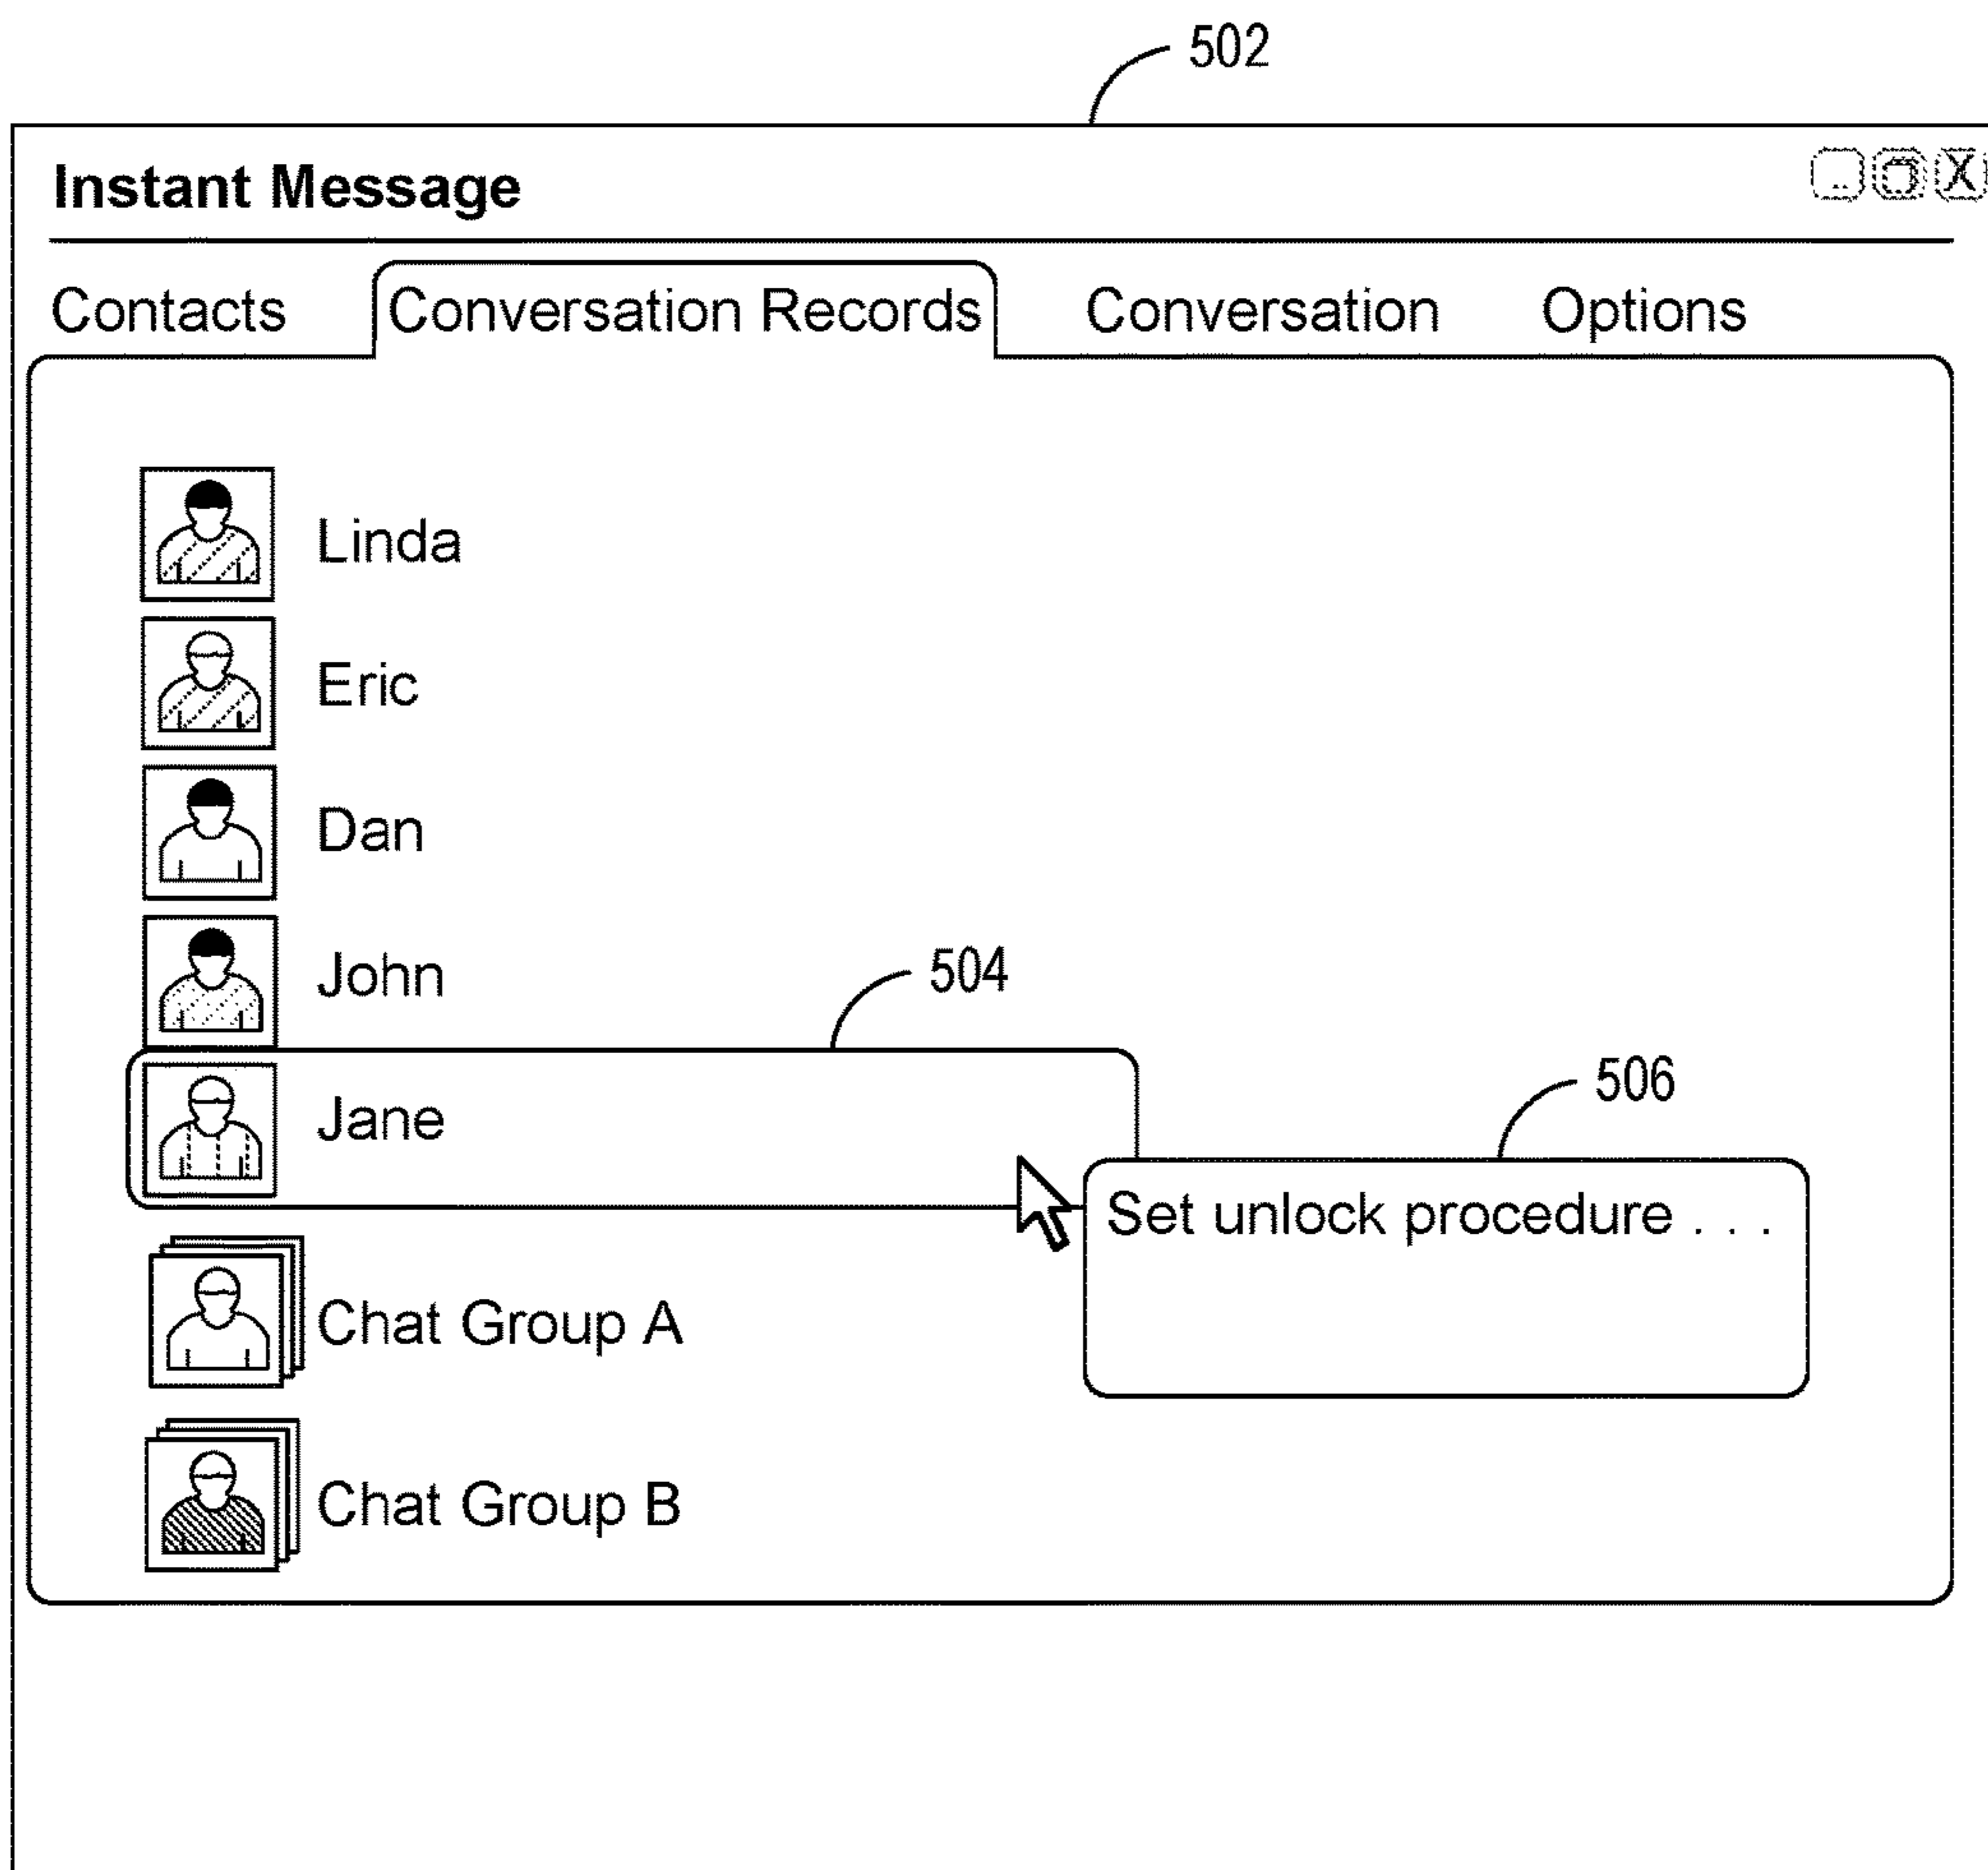 502
Instant Message
Contacts Conversation Records Conversation Options
Linda
Eric
Dan
John
504
Jane
506
Set unlock procedure . . .
Chat Group A
Chat Group B